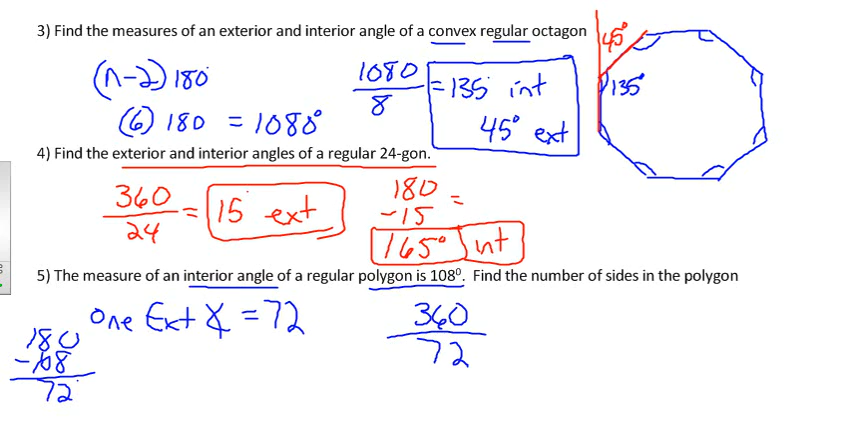 3) Find the measures of an exterior and interior angle of a convex regular octagon
(n-2)180
(6) 180 = 1080°
1080
8
= 135 int
45° ext
45°
135°
4) Find the exterior and interior angles of a regular 24-gon.
360
24
= 15 ext
180
-15 =
165° int
5) The measure of an interior angle of a regular polygon is 108⁰. Find the number of sides in the polygon
one Ext ∡ = 72
180
-108
72
360
72